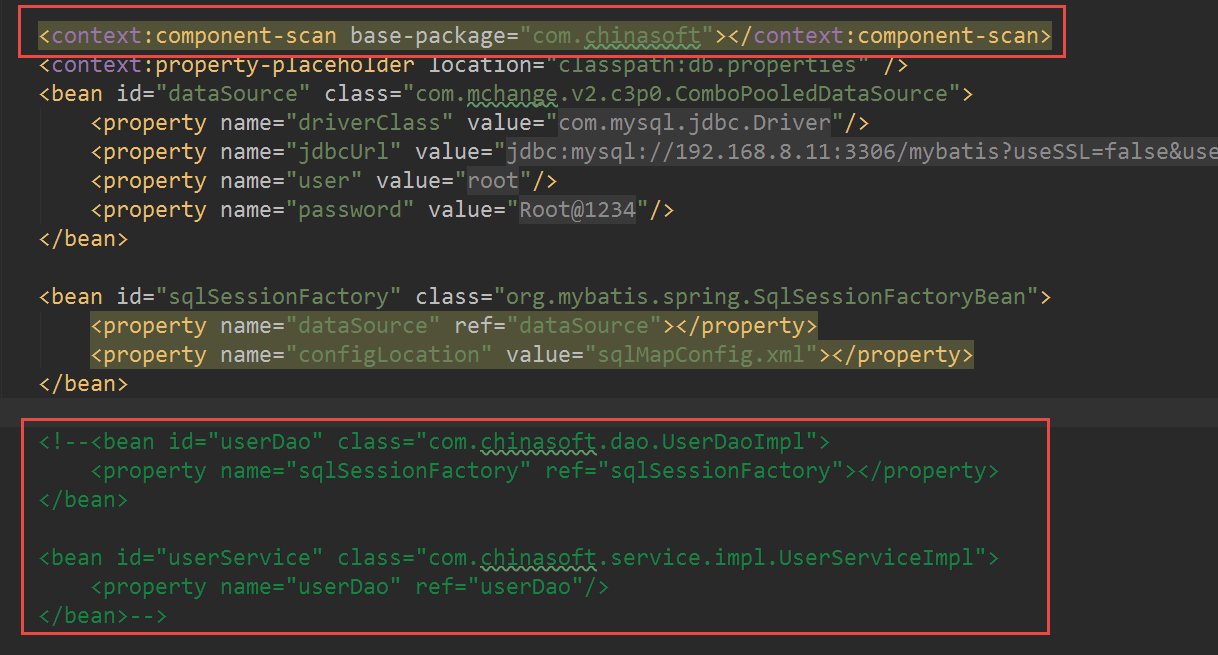 <context:component-scan base-package="com.chinasoft"></context:component-scan>
<context:property-placeholder location="classpath:db.properties" />
<bean id="dataSource" class="com.mchange.v2.c3p0.ComboPooledDataSource">
    <property name="driverClass" value="com.mysql.jdbc.Driver"/>
    <property name="jdbcUrl" value="jdbc:mysql://192.168.8.11:3306/mybatis?useSSL=false&use
    <property name="user" value="root"/>
    <property name="password" value="Root@1234"/>
</bean>
<bean id="sqlSessionFactory" class="org.mybatis.spring.SqlSessionFactoryBean">
    <property name="dataSource" ref="dataSource"></property>
    <property name="configLocation" value="sqlMapConfig.xml"></property>
</bean>
<!--<bean id="userDao" class="com.chinasoft.dao.UserDaoImpl">
    <property name="sqlSessionFactory" ref="sqlSessionFactory"></property>
</bean>
<bean id="userService" class="com.chinasoft.service.impl.UserServiceImpl">
    <property name="userDao" ref="userDao"/>
</bean>-->